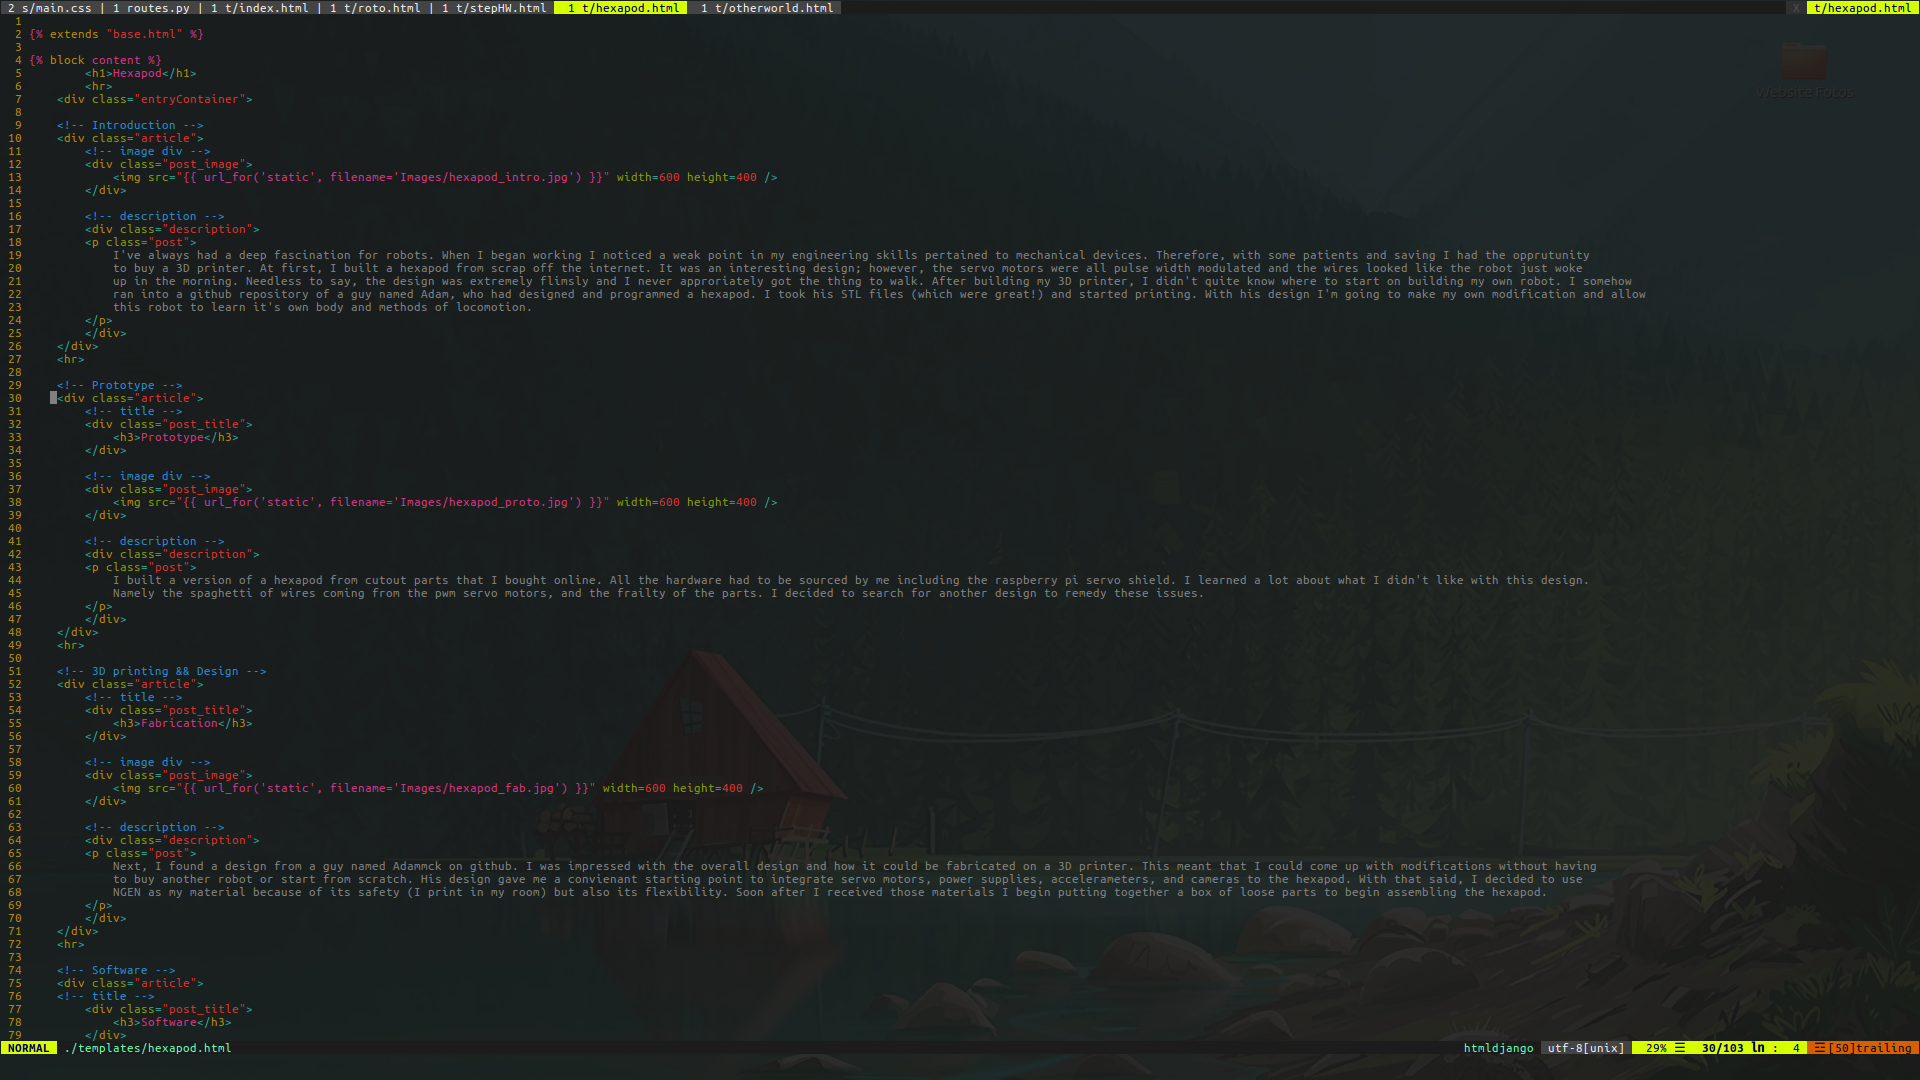 2 s/main.css | 1 routes.py | 1 t/index.html | 1 t/roto.html | 1 t/stepHW.html  1 t/hexapod.html  1 t/otherworld.html X t/hexapod.html
Website Fotos
1
2 {% extends "base.html" %}
3
4 {% block content %}
5 <h1>Hexapod</h1>
6 <hr>
7 <div class="entryContainer">
8
9 <!-- Introduction -->
10 <div class="article">
11 <!-- image div -->
12 <div class="post_image">
13 <img src="{{ url_for('static', filename='Images/hexapod_intro.jpg') }}" width=600 height=400 />
14 </div>
15
16 <!-- description -->
17 <div class="description">
18 <p class="post">
19 I've always had a deep fascination for robots. When I began working I noticed a weak point in my engineering skills pertained to mechanical devices. Therefore, with some patients and saving I had the opprutunity
20 to buy a 3D printer. At first, I built a hexapod from scrap off the internet. It was an interesting design; however, the servo motors were all pulse width modulated and the wires looked like the robot just woke
21 up in the morning. Needless to say, the design was extremely flimsly and I never approriately got the thing to walk. After building my 3D printer, I didn't quite know where to start on building my own robot. I somehow
22 ran into a github repository of a guy named Adam, who had designed and programmed a hexapod. I took his STL files (which were great!) and started printing. With his design I'm going to make my own modification and allow
23 this robot to learn it's own body and methods of locomotion.
24 </p>
25 </div>
26 </div>
27 <hr>
28
29 <!-- Prototype -->
30 <div class="article">
31 <!-- title -->
32 <div class="post_title">
33 <h3>Prototype</h3>
34 </div>
35
36 <!-- image div -->
37 <div class="post_image">
38 <img src="{{ url_for('static', filename='Images/hexapod_proto.jpg') }}" width=600 height=400 />
39 </div>
40
41 <!-- description -->
42 <div class="description">
43 <p class="post">
44 I built a version of a hexapod from cutout parts that I bought online. All the hardware had to be sourced by me including the raspberry pi servo shield. I learned a lot about what I didn't like with this design.
45 Namely the spaghetti of wires coming from the pwm servo motors, and the frailty of the parts. I decided to search for another design to remedy these issues.
46 </p>
47 </div>
48 </div>
49 <hr>
50
51 <!-- 3D printing && Design -->
52 <div class="article">
53 <!-- title -->
54 <div class="post_title">
55 <h3>Fabrication</h3>
56 </div>
57
58 <!-- image div -->
59 <div class="post_image">
60 <img src="{{ url_for('static', filename='Images/hexapod_fab.jpg') }}" width=600 height=400 />
61 </div>
62
63 <!-- description -->
64 <div class="description">
65 <p class="post">
66 Next, I found a design from a guy named Adammck on github. I was impressed with the overall design and how it could be fabricated on a 3D printer. This meant that I could come up with modifications without having
67 to buy another robot or start from scratch. His design gave me a convienant starting point to integrate servo motors, power supplies, accelerameters, and cameras to the hexapod. With that said, I decided to use
68 NGEN as my material because of its safety (I print in my room) but also its flexibility. Soon after I received those materials I begin putting together a box of loose parts to begin assembling the hexapod.
69 </p>
70 </div>
71 </div>
72 <hr>
73
74 <!-- Software -->
75 <div class="article">
76 <!-- title -->
77 <div class="post_title">
78 <h3>Software</h3>
79 </div>
NORMAL ./templates/hexapod.html htmldjango utf-8[unix] 29% ☰ 30/103 ln : 4 ☲[50]trailing